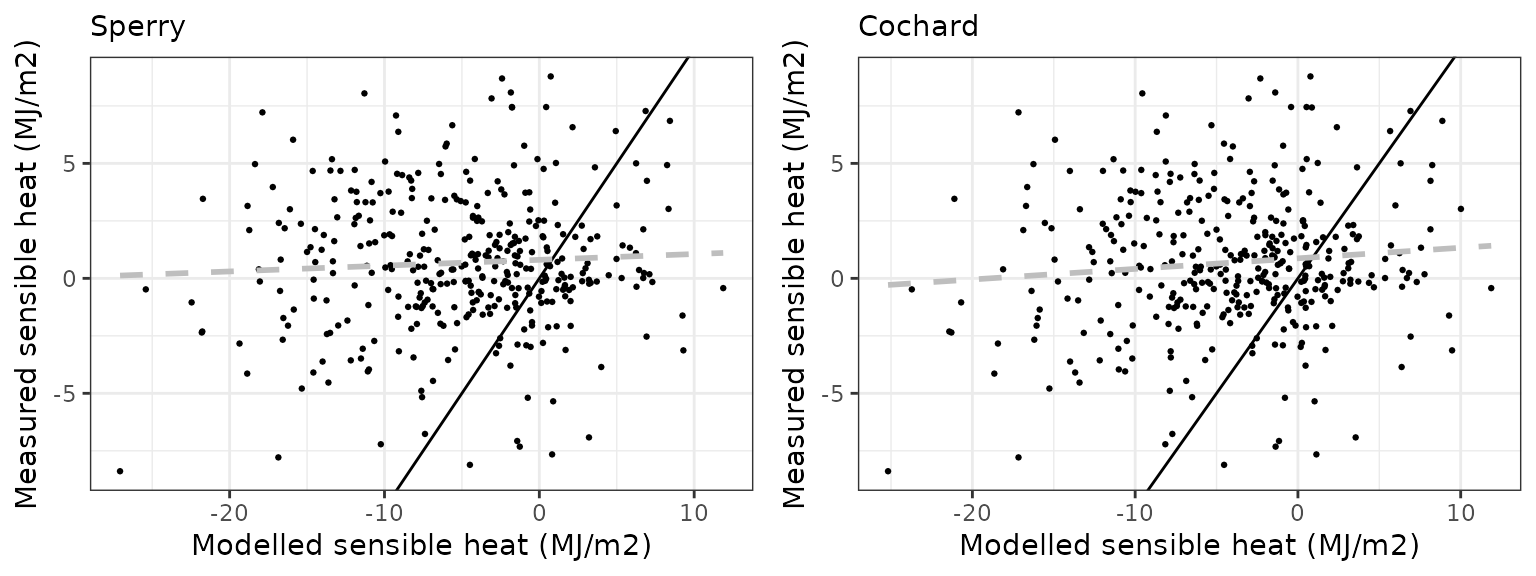 Sperry
Measured sensible heat (MJ/m2)
5
0
-5
-20 -10 0 10
Modelled sensible heat (MJ/m2)
Cochard
Measured sensible heat (MJ/m2)
5
0
-5
-20 -10 0 10
Modelled sensible heat (MJ/m2)